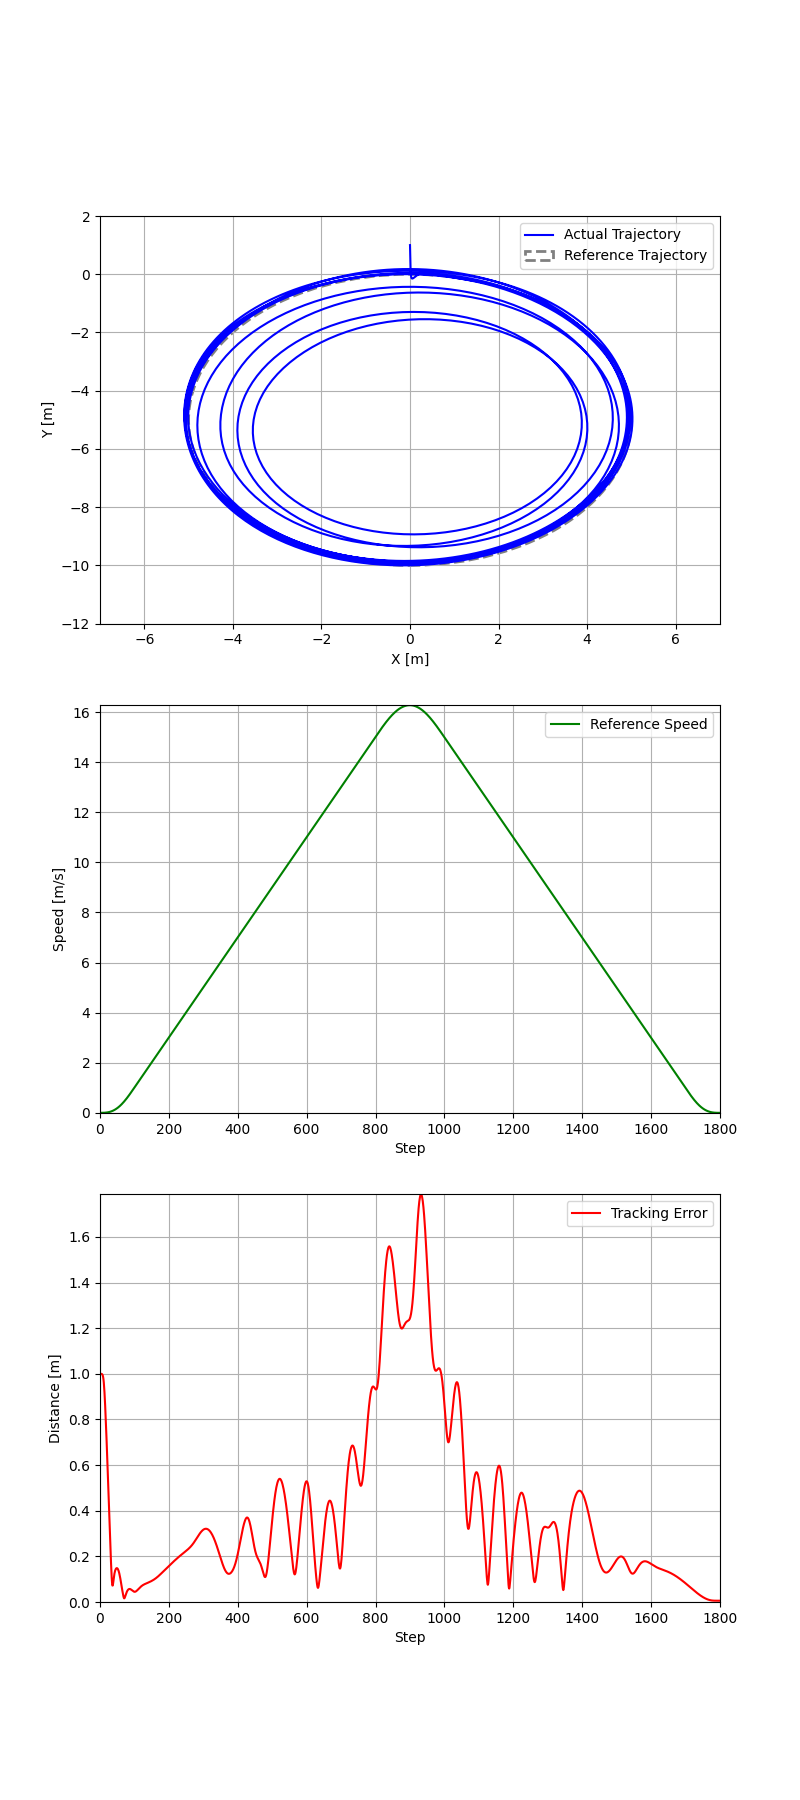 2
0
−2
−4
−6
−8
−10
−12
Y [m]
Actual Trajectory
Reference Trajectory
−6 −4 −2 0 2 4 6
X [m]
16
14
12
10
8
6
4
2
0
Speed [m/s]
Reference Speed
0 200 400 600 800 1000 1200 1400 1600 1800
Step
1.6
1.4
1.2
1.0
0.8
0.6
0.4
0.2
0.0
Distance [m]
Tracking Error
0 200 400 600 800 1000 1200 1400 1600 1800
Step